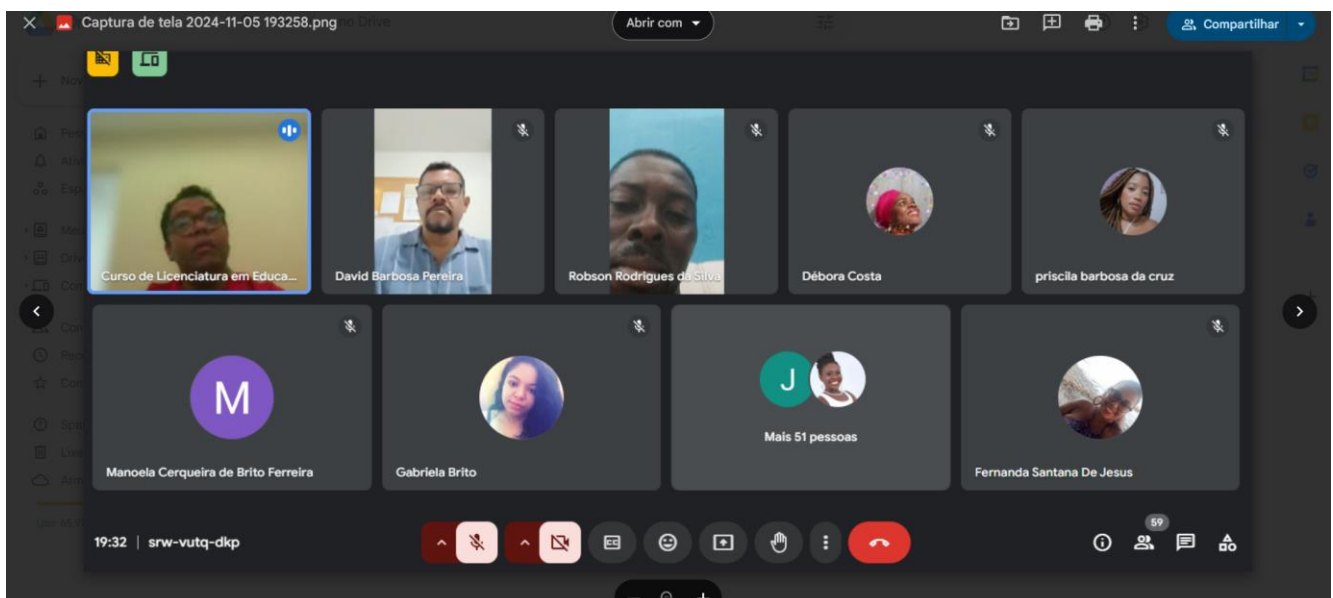 Captura de tela 2024-11-05 193258.png
Abrir com
Compartilhar
Curso de Licenciatura em Educa...
David Barbosa Pereira
Robson Rodrigues da Silva
Débora Costa
priscila barbosa da cruz
M
Manoela Cerqueira de Brito Ferreira
Gabriela Brito
J
Mais 51 pessoas
Fernanda Santana De Jesus
19:32 | srw-vutq-dkp
CC
59